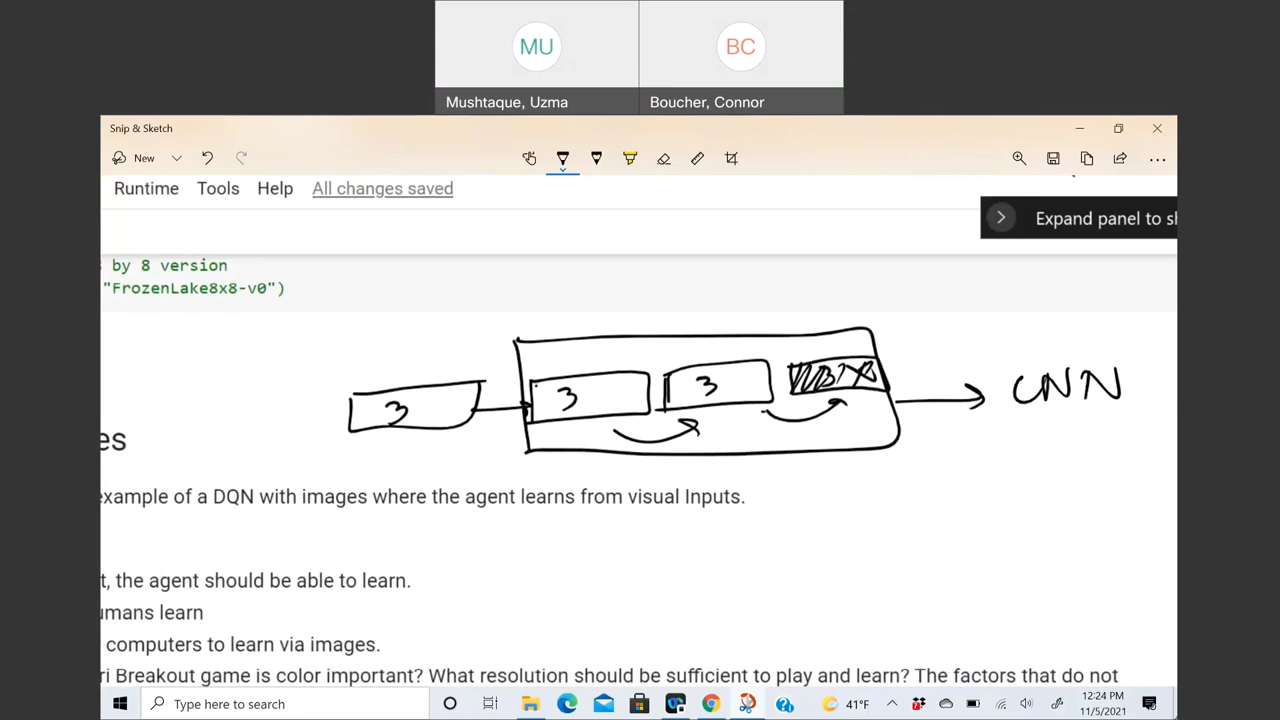 MU
BC
Mushtaque, Uzma
Boucher, Connor
Snip & Sketch
New
Runtime Tools Help All changes saved
Expand panel to sh
by 8 version
"FrozenLake8x8-v0")
3 3 3
CNN
es
example of a DQN with images where the agent learns from visual Inputs.
t, the agent should be able to learn.
umans learn
computers to learn via images.
ri Breakout game is color important? What resolution should be sufficient to play and learn? The factors that do not
Type here to search
41°F
12:24 PM
11/5/2021